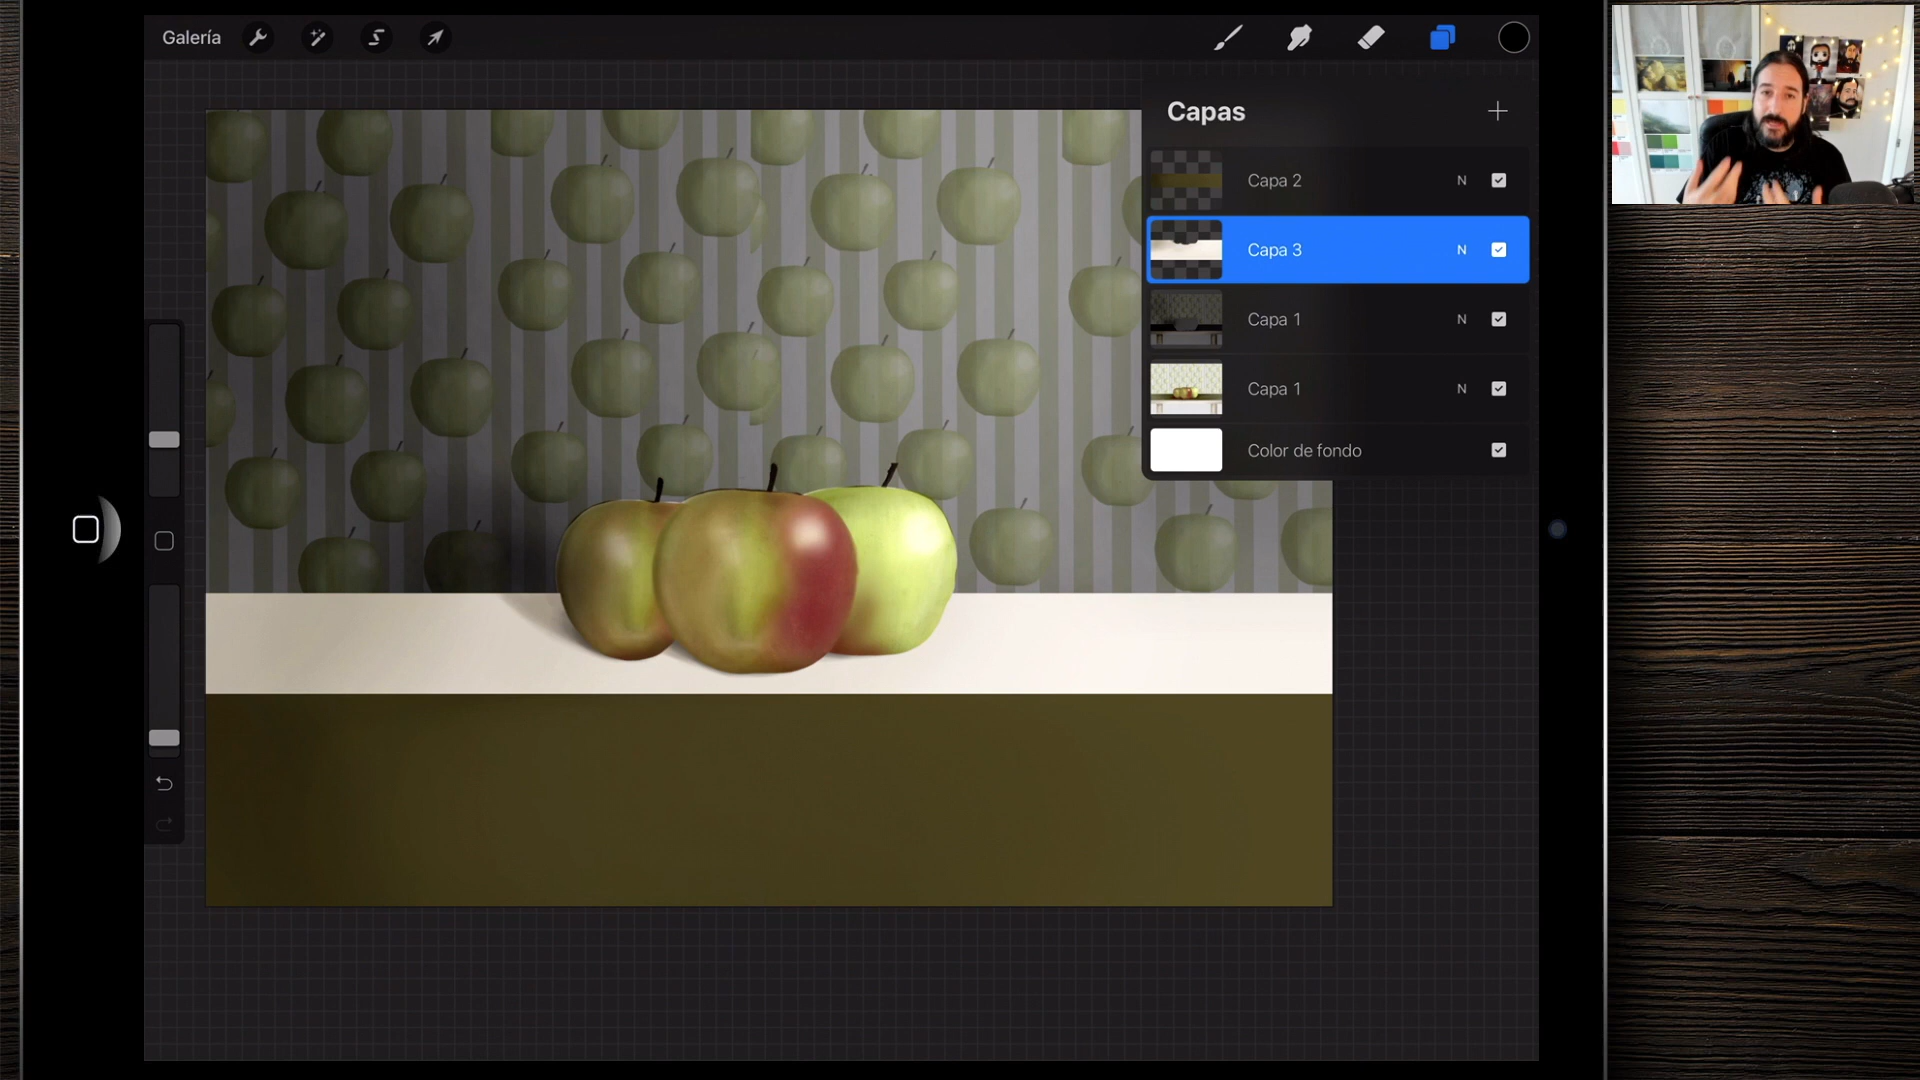 Galería
Capas
Capa 2 N
Capa 3 N
Capa 1 N
Capa 1 N
Color de fondo